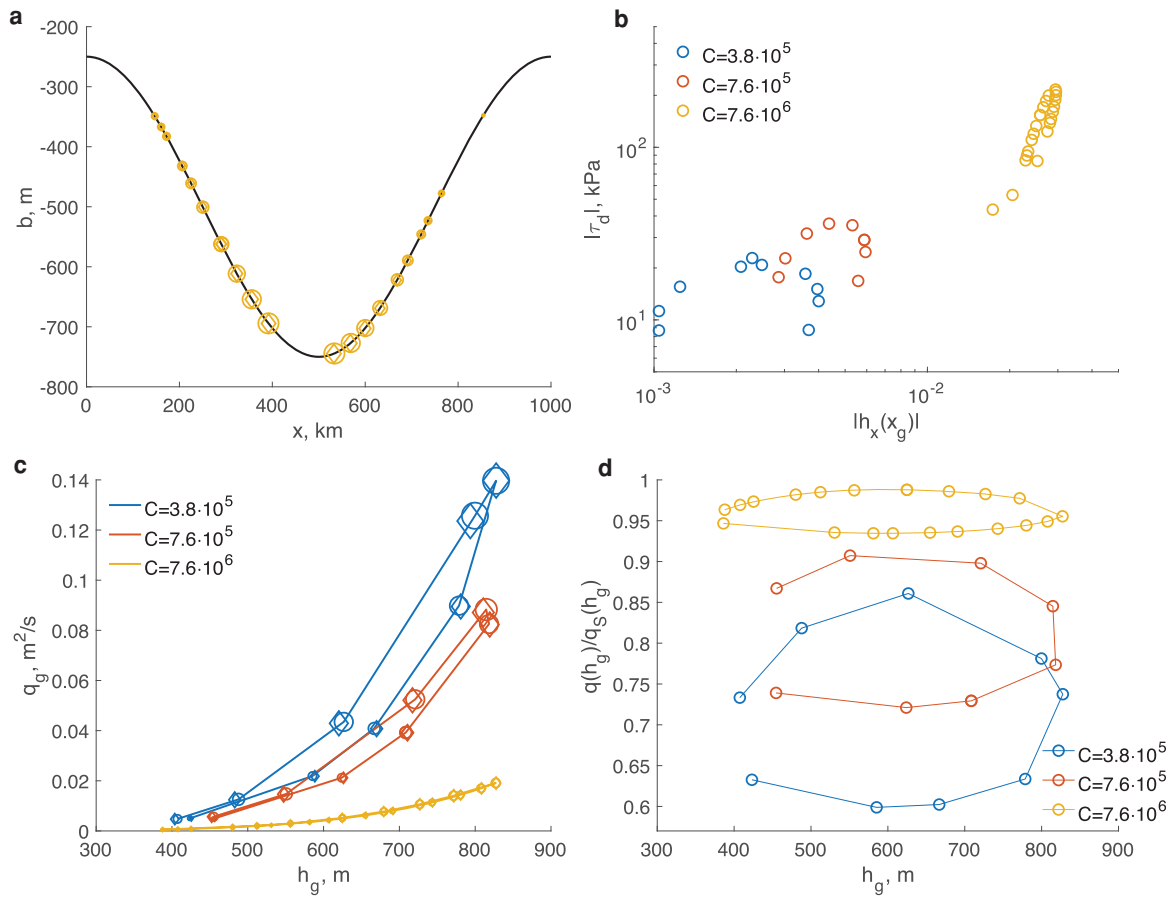 a
-200
-300
-400
-500
-600
-700
-800
b, m
0
200
400
600
800
1000
x, km
b
C=3.8·10^5
C=7.6·10^5
C=7.6·10^6
10^2
10^1
|τ_d|, kPa
10^-3
10^-2
|h_x(x_g)|
c
0.14
0.12
0.1
0.08
0.06
0.04
0.02
0
q_g, m^2/s
C=3.8·10^5
C=7.6·10^5
C=7.6·10^6
300
400
500
600
700
800
900
h_g, m
d
1
0.95
0.9
0.85
0.8
0.75
0.7
0.65
0.6
q(h_g)/q_S(h_g)
C=3.8·10^5
C=7.6·10^5
C=7.6·10^6
300
400
500
600
700
800
900
h_g, m